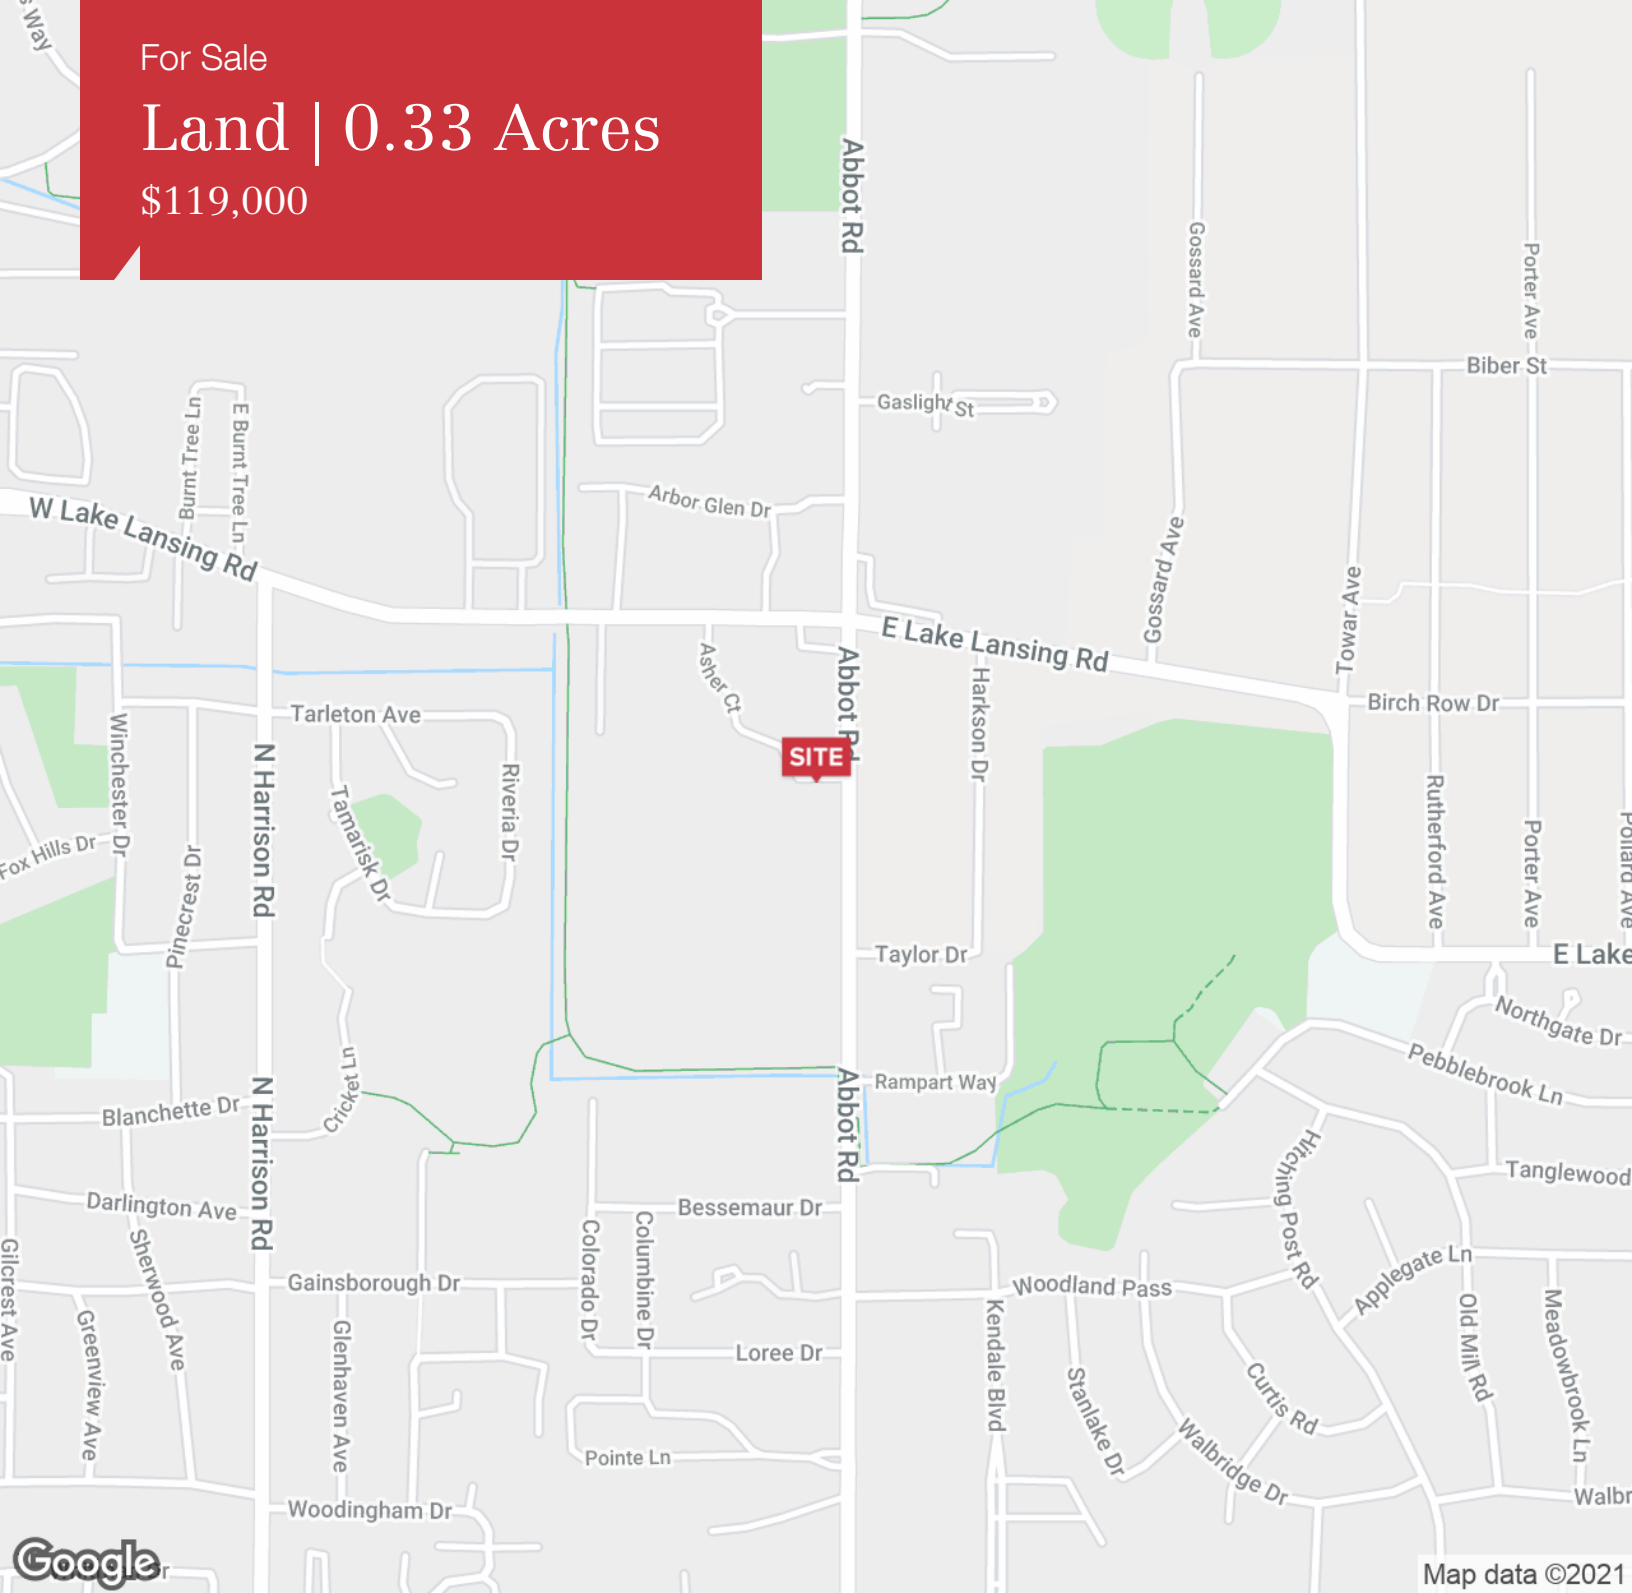 For Sale
Land | 0.33 Acres
$119,000
Abbot Rd
Gossard Ave
Porter Ave
Biber St
Gaslight St
Burnt Tree Ln
E Burnt Tree Ln
W Lake Lansing Rd
Arbor Glen Dr
Gossard Ave
Towar Ave
E Lake Lansing Rd
Abbot Rd
Asher Ct
Harkson Dr
Birch Row Dr
Tarleton Ave
Winchester Dr
N Harrison Rd
SITE
Riveria Dr
Tamarisk Dr
Rutherford Ave
Porter Ave
Pollard Ave
Fox Hills Dr
Pinecrest Dr
Taylor Dr
E Lake
Northgate Dr
Pebblebrook Ln
Cricket Ln
Rampart Way
Abbot Rd
Blanchette Dr
N Harrison Rd
Hitching Post Rd
Tanglewood
Darlington Ave
Bessemaur Dr
Gilcrest Ave
Sherwood Ave
Colorado Dr
Columbine Dr
Gainsborough Dr
Woodland Pass
Applegate Ln
Old Mill Rd
Meadowbrook Ln
Greenview Ave
Glenhaven Ave
Loree Dr
Kendale Blvd
Stanlake Dr
Curtis Rd
Walbridge Dr
Pointe Ln
Walbr
Woodingham Dr
Google
Map data ©2021